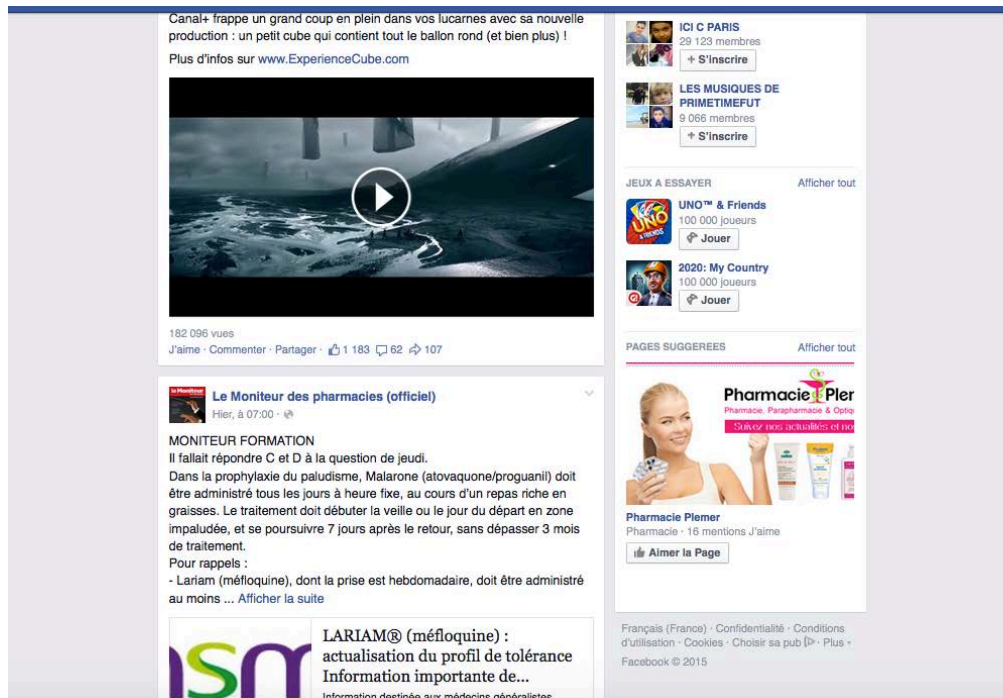 Canal+ frappe un grand coup en plein dans vos lucarnes avec sa nouvelle
production : un petit cube qui contient tout le ballon rond (et bien plus) !
Plus d'infos sur www.ExperienceCube.com
182 096 vues
J'aime · Commenter · Partager · 1 183 62 107
Le Moniteur des pharmacies (officiel)
Hier, à 07:00 ·
MONITEUR FORMATION
Il fallait répondre C et D à la question de jeudi.
Dans la prophylaxie du paludisme, Malarone (atovaquone/proguanil) doit
être administré tous les jours à heure fixe, au cours d'un repas riche en
graisses. Le traitement doit débuter la veille ou le jour du départ en zone
impaludée, et se poursuivre 7 jours après le retour, sans dépasser 3 mois
de traitement.
Pour rappels :
- Lariam (méfloquine), dont la prise est hebdomadaire, doit être administré
au moins ... Afficher la suite
LARIAM® (méfloquine) :
actualisation du profil de tolérance
Information importante de...
Information destinée aux médecins généralistes
ICI C PARIS
29 123 membres
+ S'inscrire
LES MUSIQUES DE
PRIMETIMEFUT
9 066 membres
+ S'inscrire
JEUX A ESSAYER Afficher tout
UNO™ & Friends
100 000 joueurs
Jouer
2020: My Country
100 000 joueurs
Jouer
PAGES SUGGEREES Afficher tout
Pharmacie Pler
Pharmacie, Parapharmacie & Optiq
Suivez nos actualités et no
Pharmacie Plemer
Pharmacie · 16 mentions J'aime
Aimer la Page
Français (France) · Confidentialité · Conditions
d'utilisation · Cookies · Choisir sa pub · Plus
Facebook © 2015